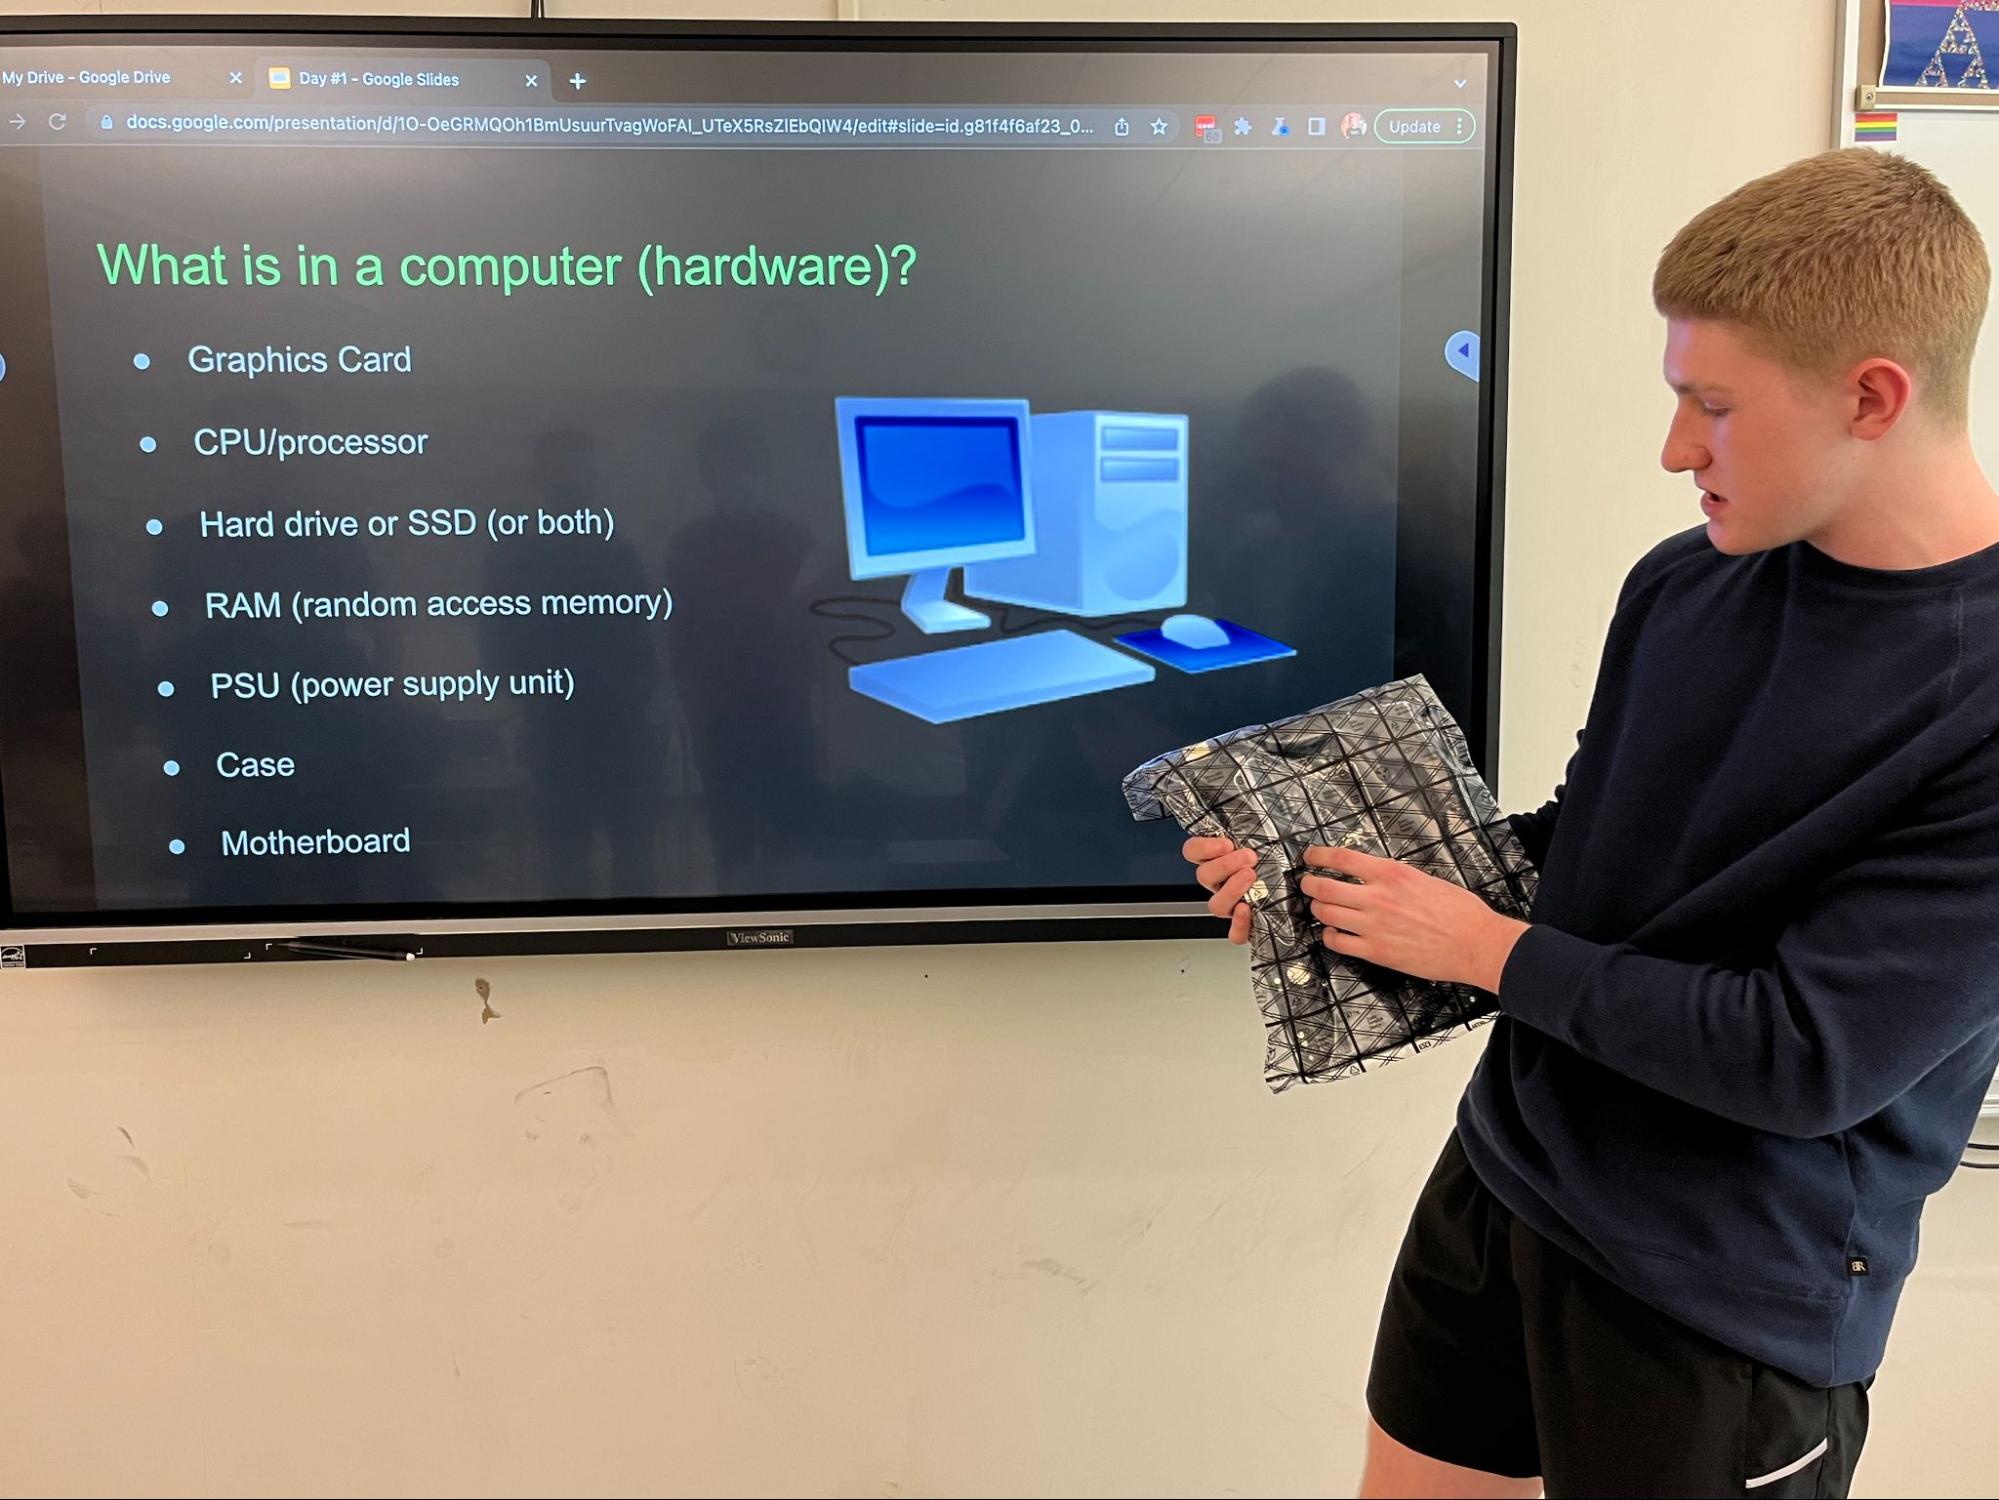 My Drive - Google Drive
Day #1 - Google Slides
docs.google.com/presentation/d/1O-OeGRMQOh1BmUsuurTvagWoFAI_UTeX5RsZlEbQIW4/edit#slide=id.g81f4f6af23_0...
Update
What is in a computer (hardware)?
Graphics Card
CPU/processor
Hard drive or SSD (or both)
RAM (random access memory)
PSU (power supply unit)
Case
Motherboard
ViewSonic
BR